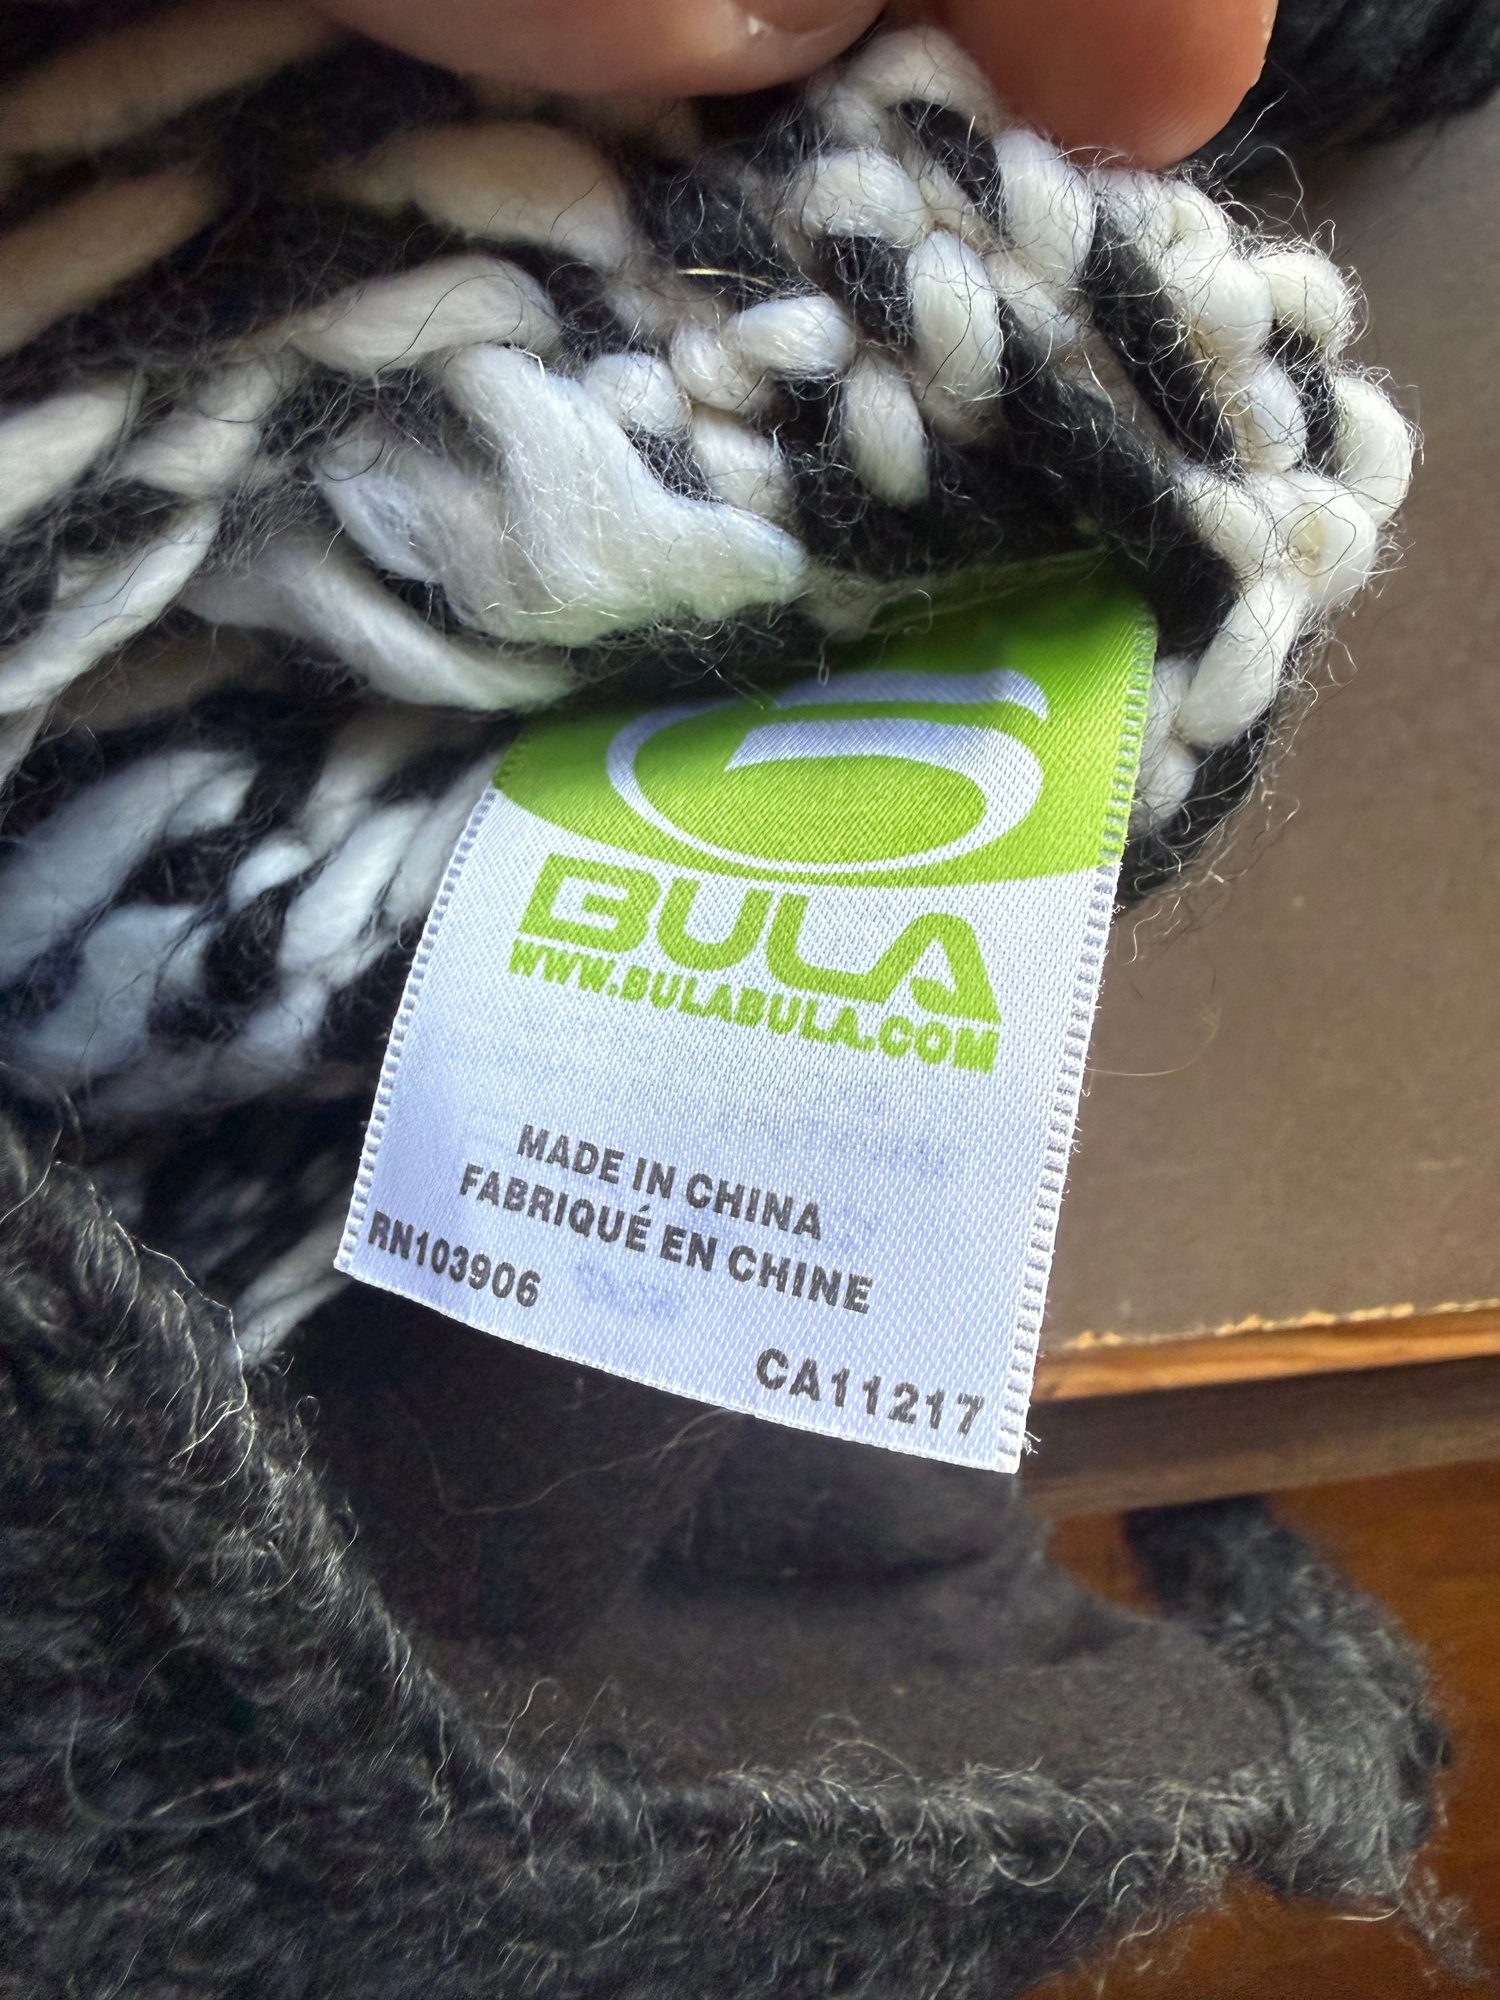 BULA
WWW.BULABULA.COM
MADE IN CHINA
FABRIQUÉ EN CHINE
RN103906
CA11217